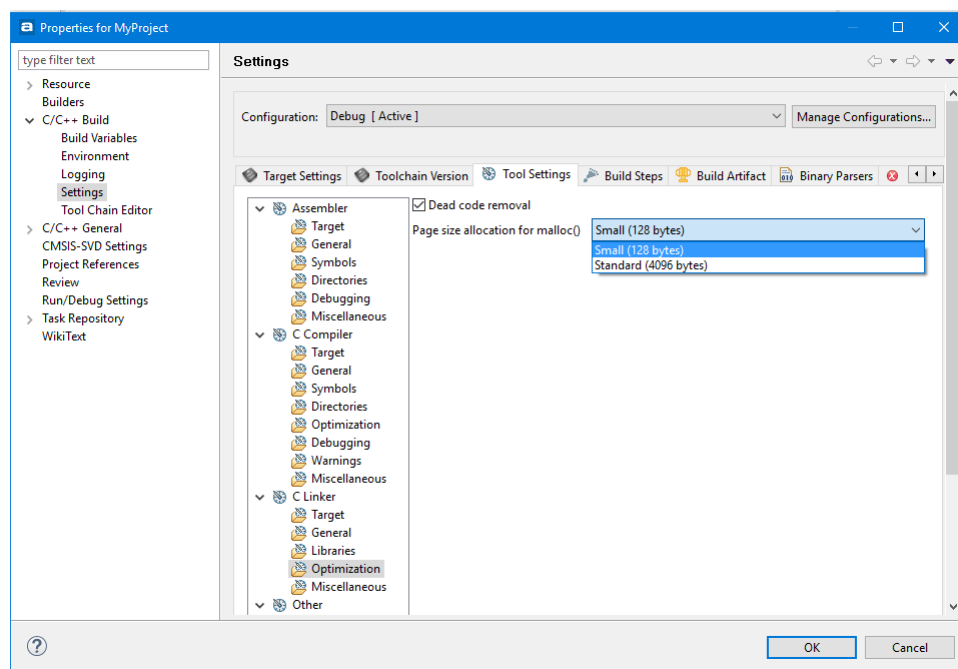 a Properties for MyProject
type filter text
Resource
Builders
C/C++ Build
Build Variables
Environment
Logging
Settings
Tool Chain Editor
C/C++ General
CMSIS-SVD Settings
Project References
Review
Run/Debug Settings
Task Repository
WikiText
Settings
Configuration: Debug [ Active ] Manage Configurations...
Target Settings Toolchain Version Tool Settings Build Steps Build Artifact 010 Binary Parsers
Assembler
Target
General
Symbols
Directories
Debugging
Miscellaneous
C Compiler
Target
General
Symbols
Directories
Optimization
Debugging
Warnings
Miscellaneous
C Linker
Target
General
Libraries
Optimization
Miscellaneous
Other
Dead code removal
Page size allocation for malloc() Small (128 bytes)
Small (128 bytes)
Standard (4096 bytes)
? OK Cancel